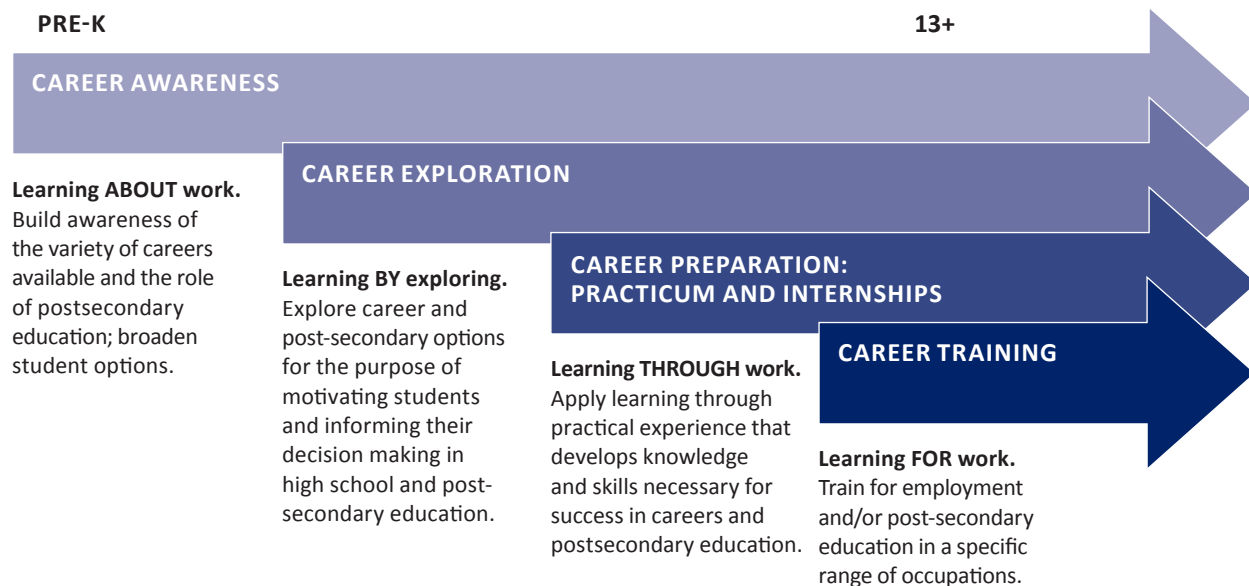 PRE-K
13+
CAREER AWARENESS
Learning ABOUT work.
Build awareness of
the variety of careers
available and the role
of postsecondary
education; broaden
student options.
CAREER EXPLORATION
Learning BY exploring.
Explore career and
post-secondary options
for the purpose of
motivating students
and informing their
decision making in
high school and post-
secondary education.
CAREER PREPARATION:
PRACTICUM AND INTERNSHIPS
Learning THROUGH work.
Apply learning through
practical experience that
develops knowledge
and skills necessary for
success in careers and
postsecondary education.
CAREER TRAINING
Learning FOR work.
Train for employment
and/or post-secondary
education in a specific
range of occupations.